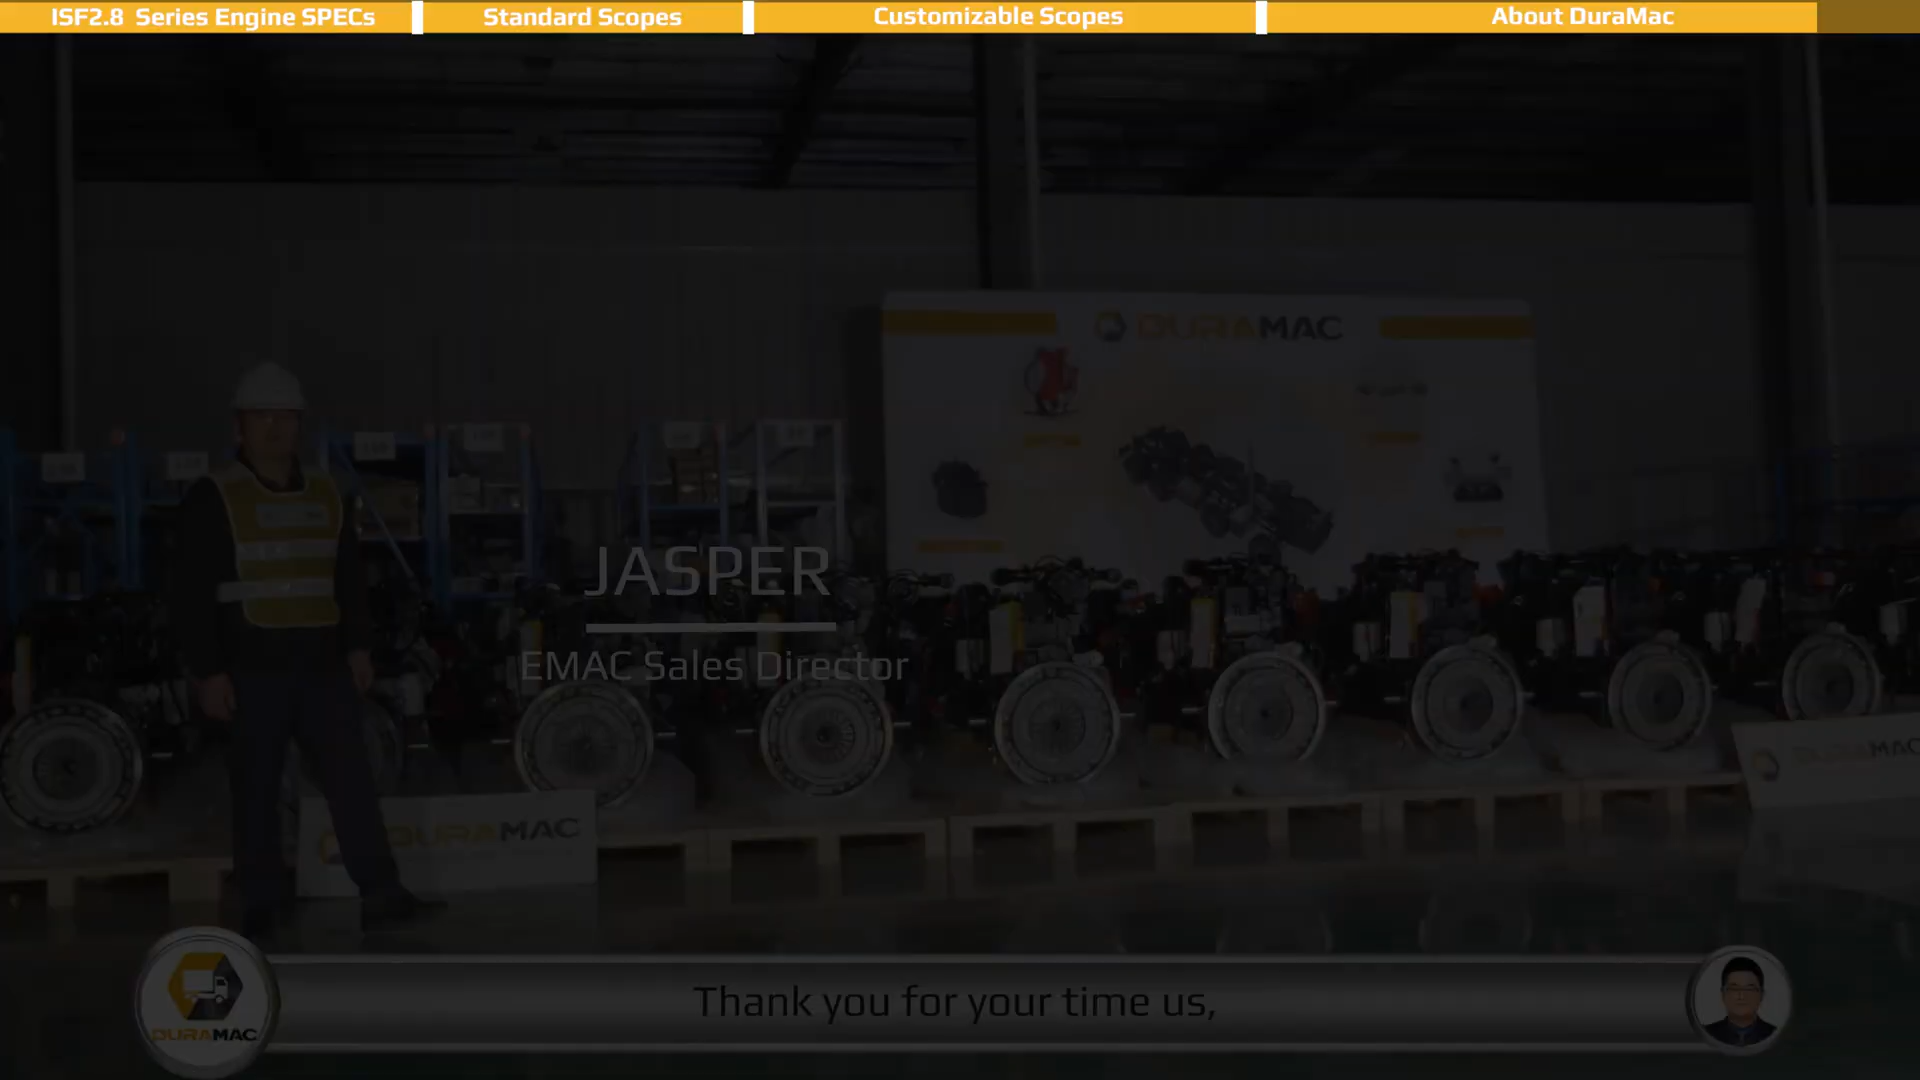 ISF2.8 Series Engine SPECs
Standard Scopes
Customizable Scopes
About DuraMac
DURAMAC
JASPER
EMAC Sales Director
DURAMAC
DURAMAC
Thank you for your time us,
DURAMAC